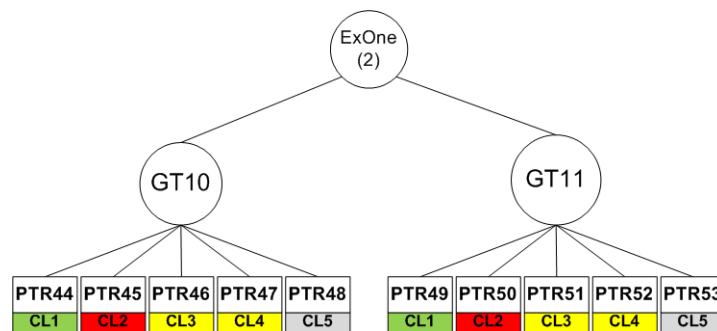 ExOne
(2)
GT10
GT11
PTR44 PTR45 PTR46 PTR47 PTR48 PTR49 PTR50 PTR51 PTR52 PTR53
CL1 CL2 CL3 CL4 CL5 CL1 CL2 CL3 CL4 CL5